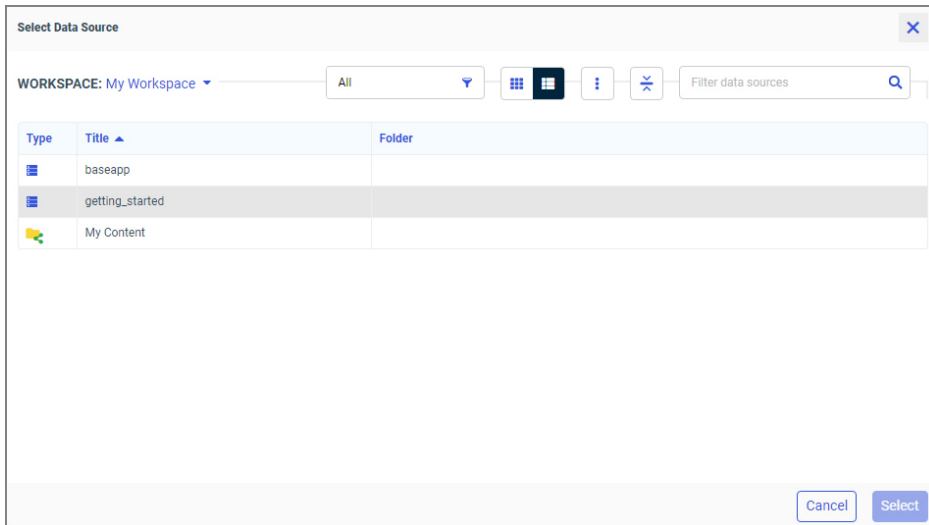 Select Data Source
WORKSPACE: My Workspace
All
Filter data sources
Type Title Folder
baseapp
getting_started
My Content
Cancel Select